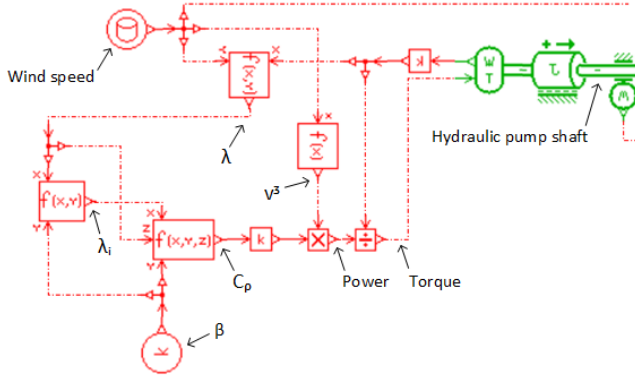 Wind speed
Y
X
f(x,y)
k
+
W
T
τ
m
Hydraulic pump shaft
λ
X
f(x)
v³
X
f(x,y)
Y
λᵢ
X
Z
Y
f(x,y,z)
k
×
÷
Cρ
Power
Torque
k
β